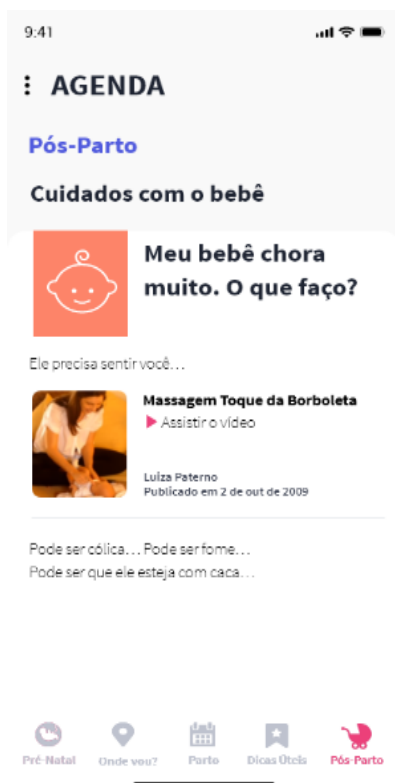 9:41
AGENDA
Pós-Parto
Cuidados com o bebê
Meu bebê chora
muito. O que faço?
Ele precisa sentir você...
Massagem Toque da Borboleta
Assistir o vídeo
Luiza Paterno
Publicado em 2 de out de 2009
Pode ser cólica... Pode ser fome...
Pode ser que ele esteja com caca...
Pré-Natal
Onde vou?
Parto
Dicas Úteis
Pós-Parto